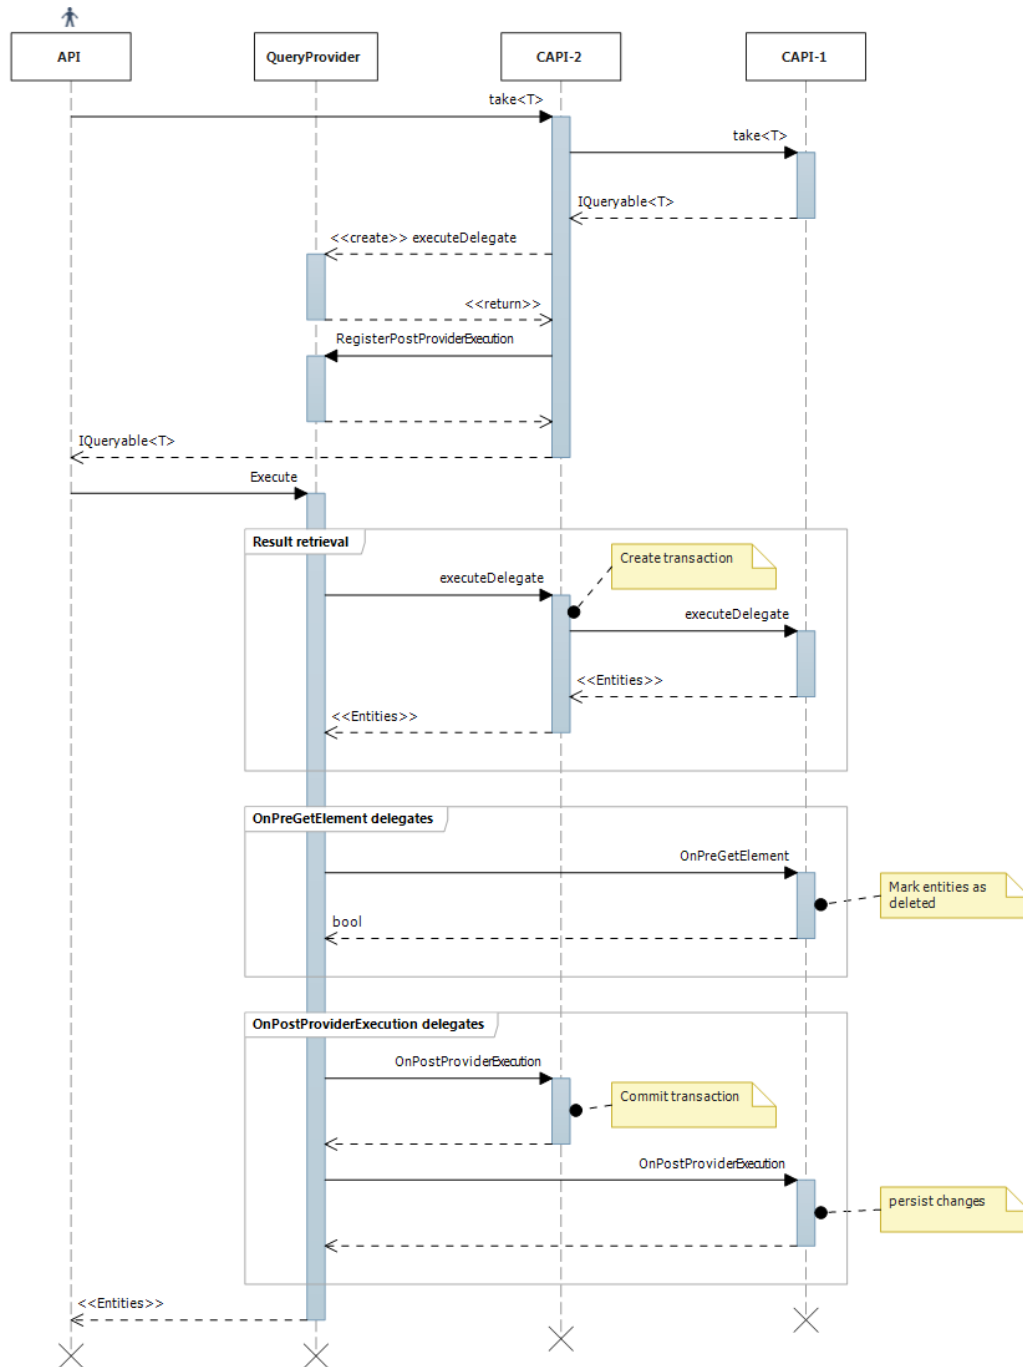 API
QueryProvider
CAPI-2
CAPI-1
take<T>
take<T>
IQueryable<T>
<<create>> executeDelegate
<<return>>
RegisterPostProviderExecution
IQueryable<T>
Execute
Result retrieval
Create transaction
executeDelegate
executeDelegate
<<Entities>>
<<Entities>>
OnPreGetElement delegates
OnPreGetElement
Mark entities as
deleted
bool
OnPostProviderExecution delegates
OnPostProviderExecution
Commit transaction
OnPostProviderExecution
persist changes
<<Entities>>